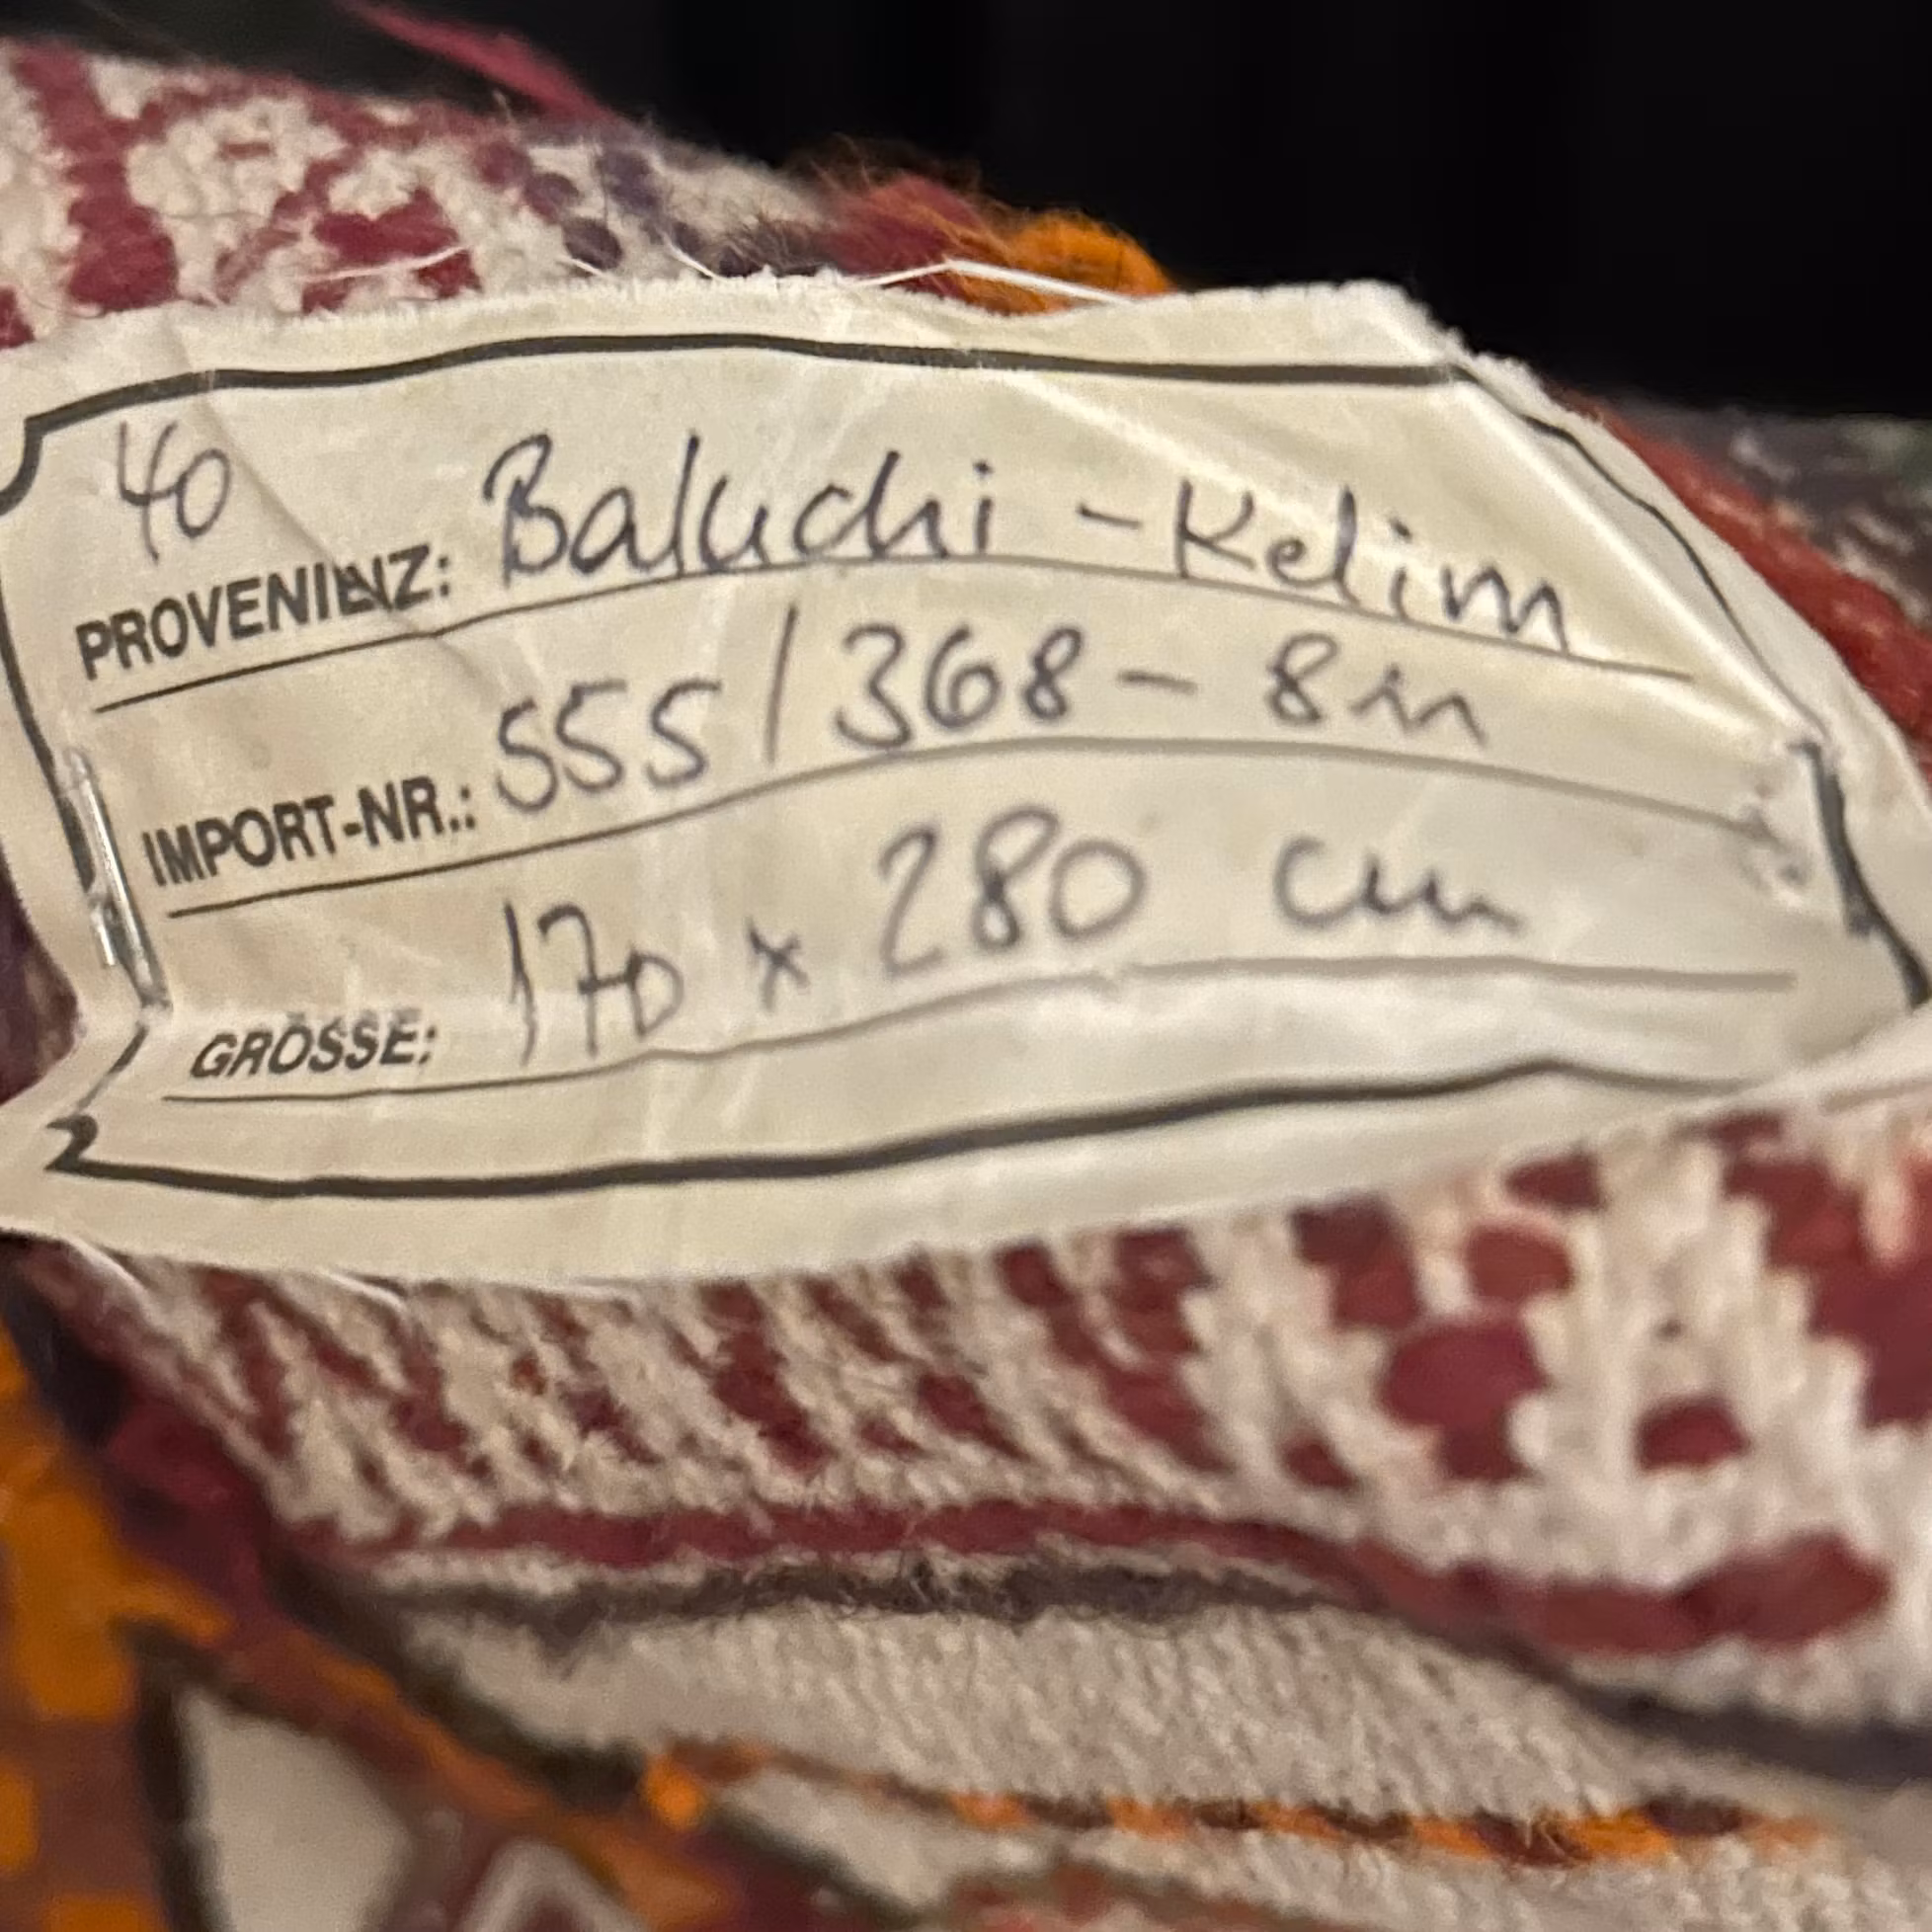 40
PROVENIENZ: Baluchi - Kelim
IMPORT-NR.: 555 / 368 - 8m
GRÖSSE: 170 x 280 cm